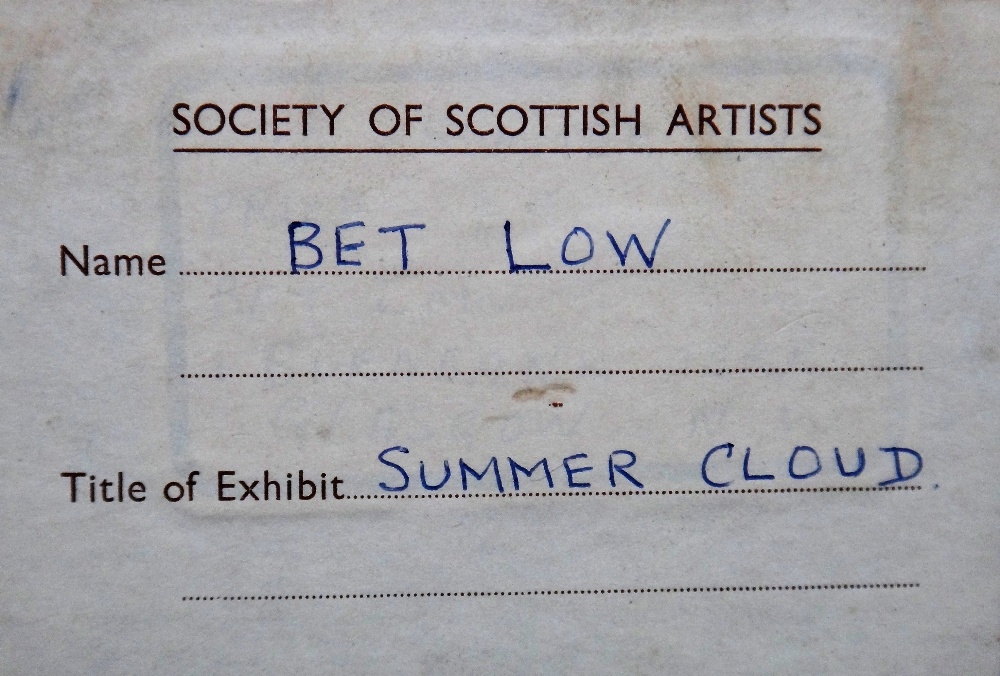 SOCIETY OF SCOTTISH ARTISTS
Name BET LOW
Title of Exhibit SUMMER CLOUD.